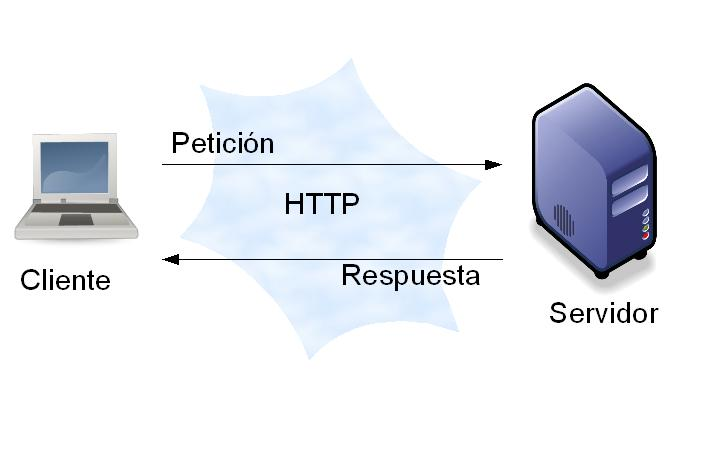 Petición
HTTP
Respuesta
Cliente
Servidor